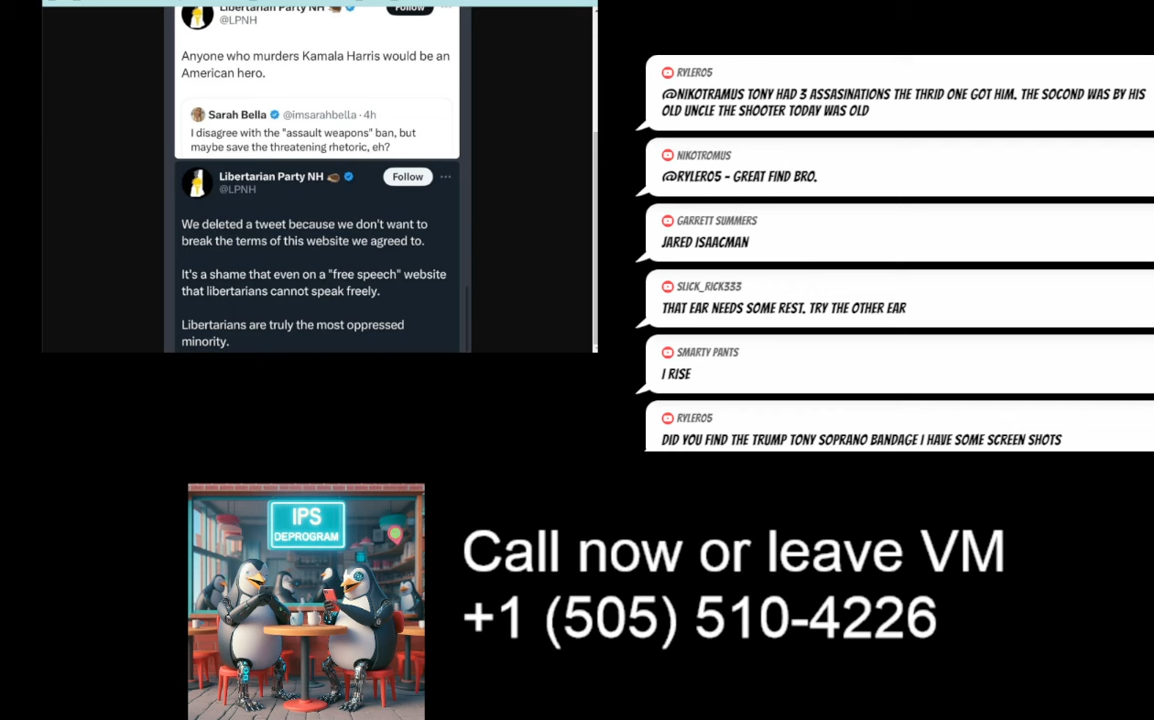 Libertarian Party NH
Follow
@LPNH
Anyone who murders Kamala Harris would be an
American hero.
Sarah Bella @imsarahbella · 4h
I disagree with the "assault weapons" ban, but
maybe save the threatening rhetoric, eh?
Libertarian Party NH
Follow
@LPNH
We deleted a tweet because we don't want to
break the terms of this website we agreed to.
It's a shame that even on a "free speech" website
that libertarians cannot speak freely.
Libertarians are truly the most oppressed
minority.
RYLERO5
@NIKOTRAMUS TONY HAD 3 ASSASINATIONS THE THRID ONE GOT HIM. THE SOCOND WAS BY HIS
OLD UNCLE THE SHOOTER TODAY WAS OLD
NIKOTROMUS
@RYLERO5 - GREAT FIND BRO.
GARRETT SUMMERS
JARED ISAACMAN
SLICK_RICK333
THAT EAR NEEDS SOME REST. TRY THE OTHER EAR
SMARTY PANTS
I RISE
RYLERO5
DID YOU FIND THE TRUMP TONY SOPRANO BANDAGE I HAVE SOME SCREEN SHOTS
IPS
DEPROGRAM
Call now or leave VM
+1 (505) 510-4226